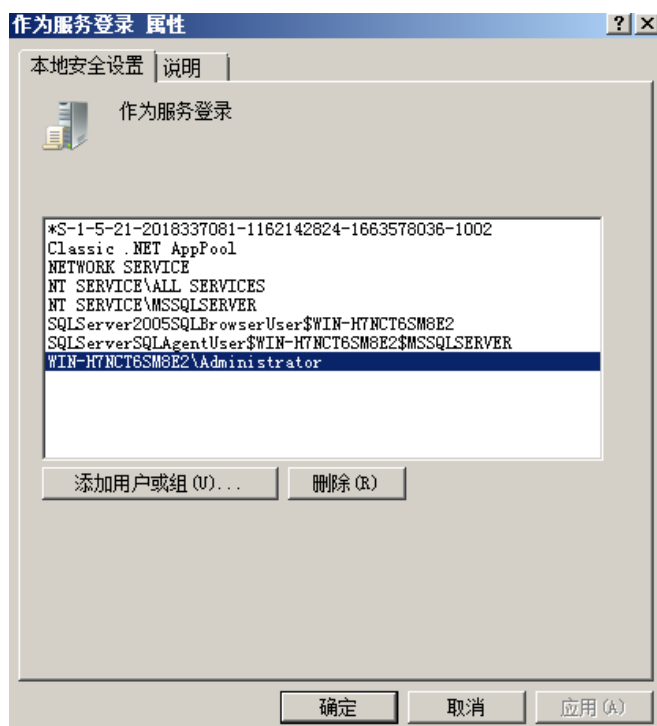 作为服务登录 属性
本地安全设置 说明
作为服务登录
*S-1-5-21-2018337081-1162142824-1663578036-1002
Classic .NET AppPool
NETWORK SERVICE
NT SERVICE\ALL SERVICES
NT SERVICE\MSSQLSERVER
SQLServer2005SQLBrowserUser$WIN-H7NCT6SM8E2
SQLServerSQLAgentUser$WIN-H7NCT6SM8E2$MSSQLSERVER
WIN-H7NCT6SM8E2\Administrator
添加用户或组(U)... 删除(R)
确定 取消 应用(A)